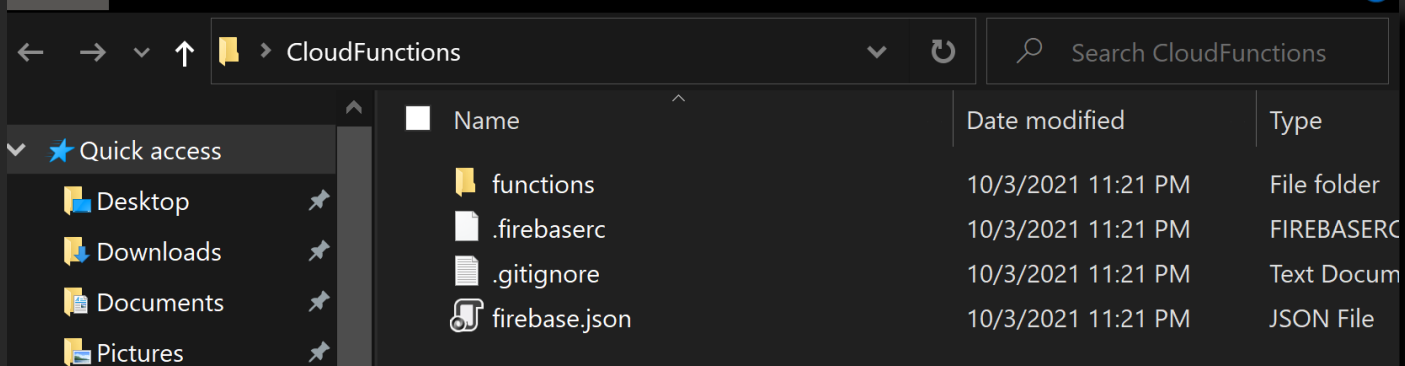 CloudFunctions
Search CloudFunctions
Quick access
Desktop
Downloads
Documents
Pictures
Name Date modified Type
functions 10/3/2021 11:21 PM File folder
.firebaserc 10/3/2021 11:21 PM FIREBASERC
.gitignore 10/3/2021 11:21 PM Text Docum
firebase.json 10/3/2021 11:21 PM JSON File